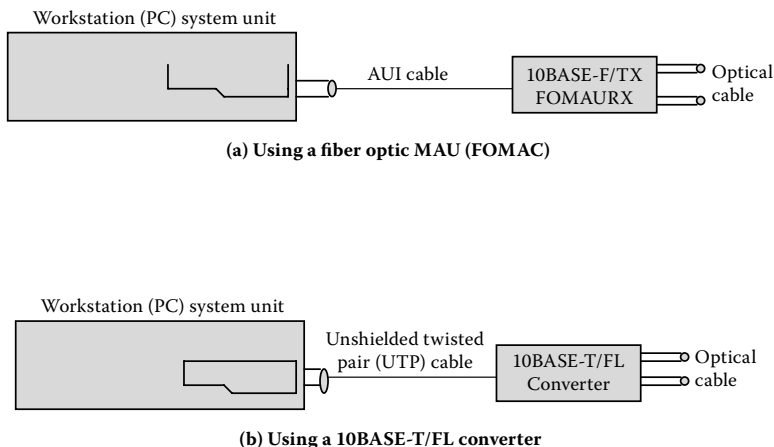 Workstation (PC) system unit
AUI cable
10BASE-F/TX
FOMAURX
Optical
cable
(a) Using a fiber optic MAU (FOMAC)
Workstation (PC) system unit
Unshielded twisted
pair (UTP) cable
10BASE-T/FL
Converter
Optical
cable
(b) Using a 10BASE-T/FL converter